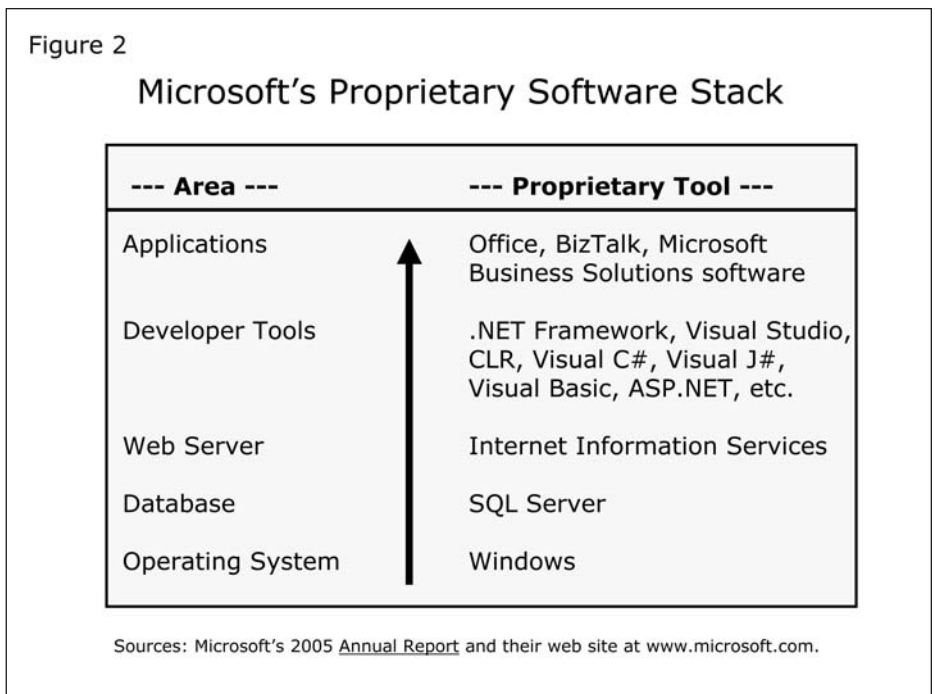 Figure 2
Microsoft's Proprietary Software Stack
--- Area ---
--- Proprietary Tool ---
Applications
Office, BizTalk, Microsoft
Business Solutions software
Developer Tools
.NET Framework, Visual Studio,
CLR, Visual C#, Visual J#,
Visual Basic, ASP.NET, etc.
Web Server
Internet Information Services
Database
SQL Server
Operating System
Windows
Sources: Microsoft's 2005 Annual Report and their web site at www.microsoft.com.